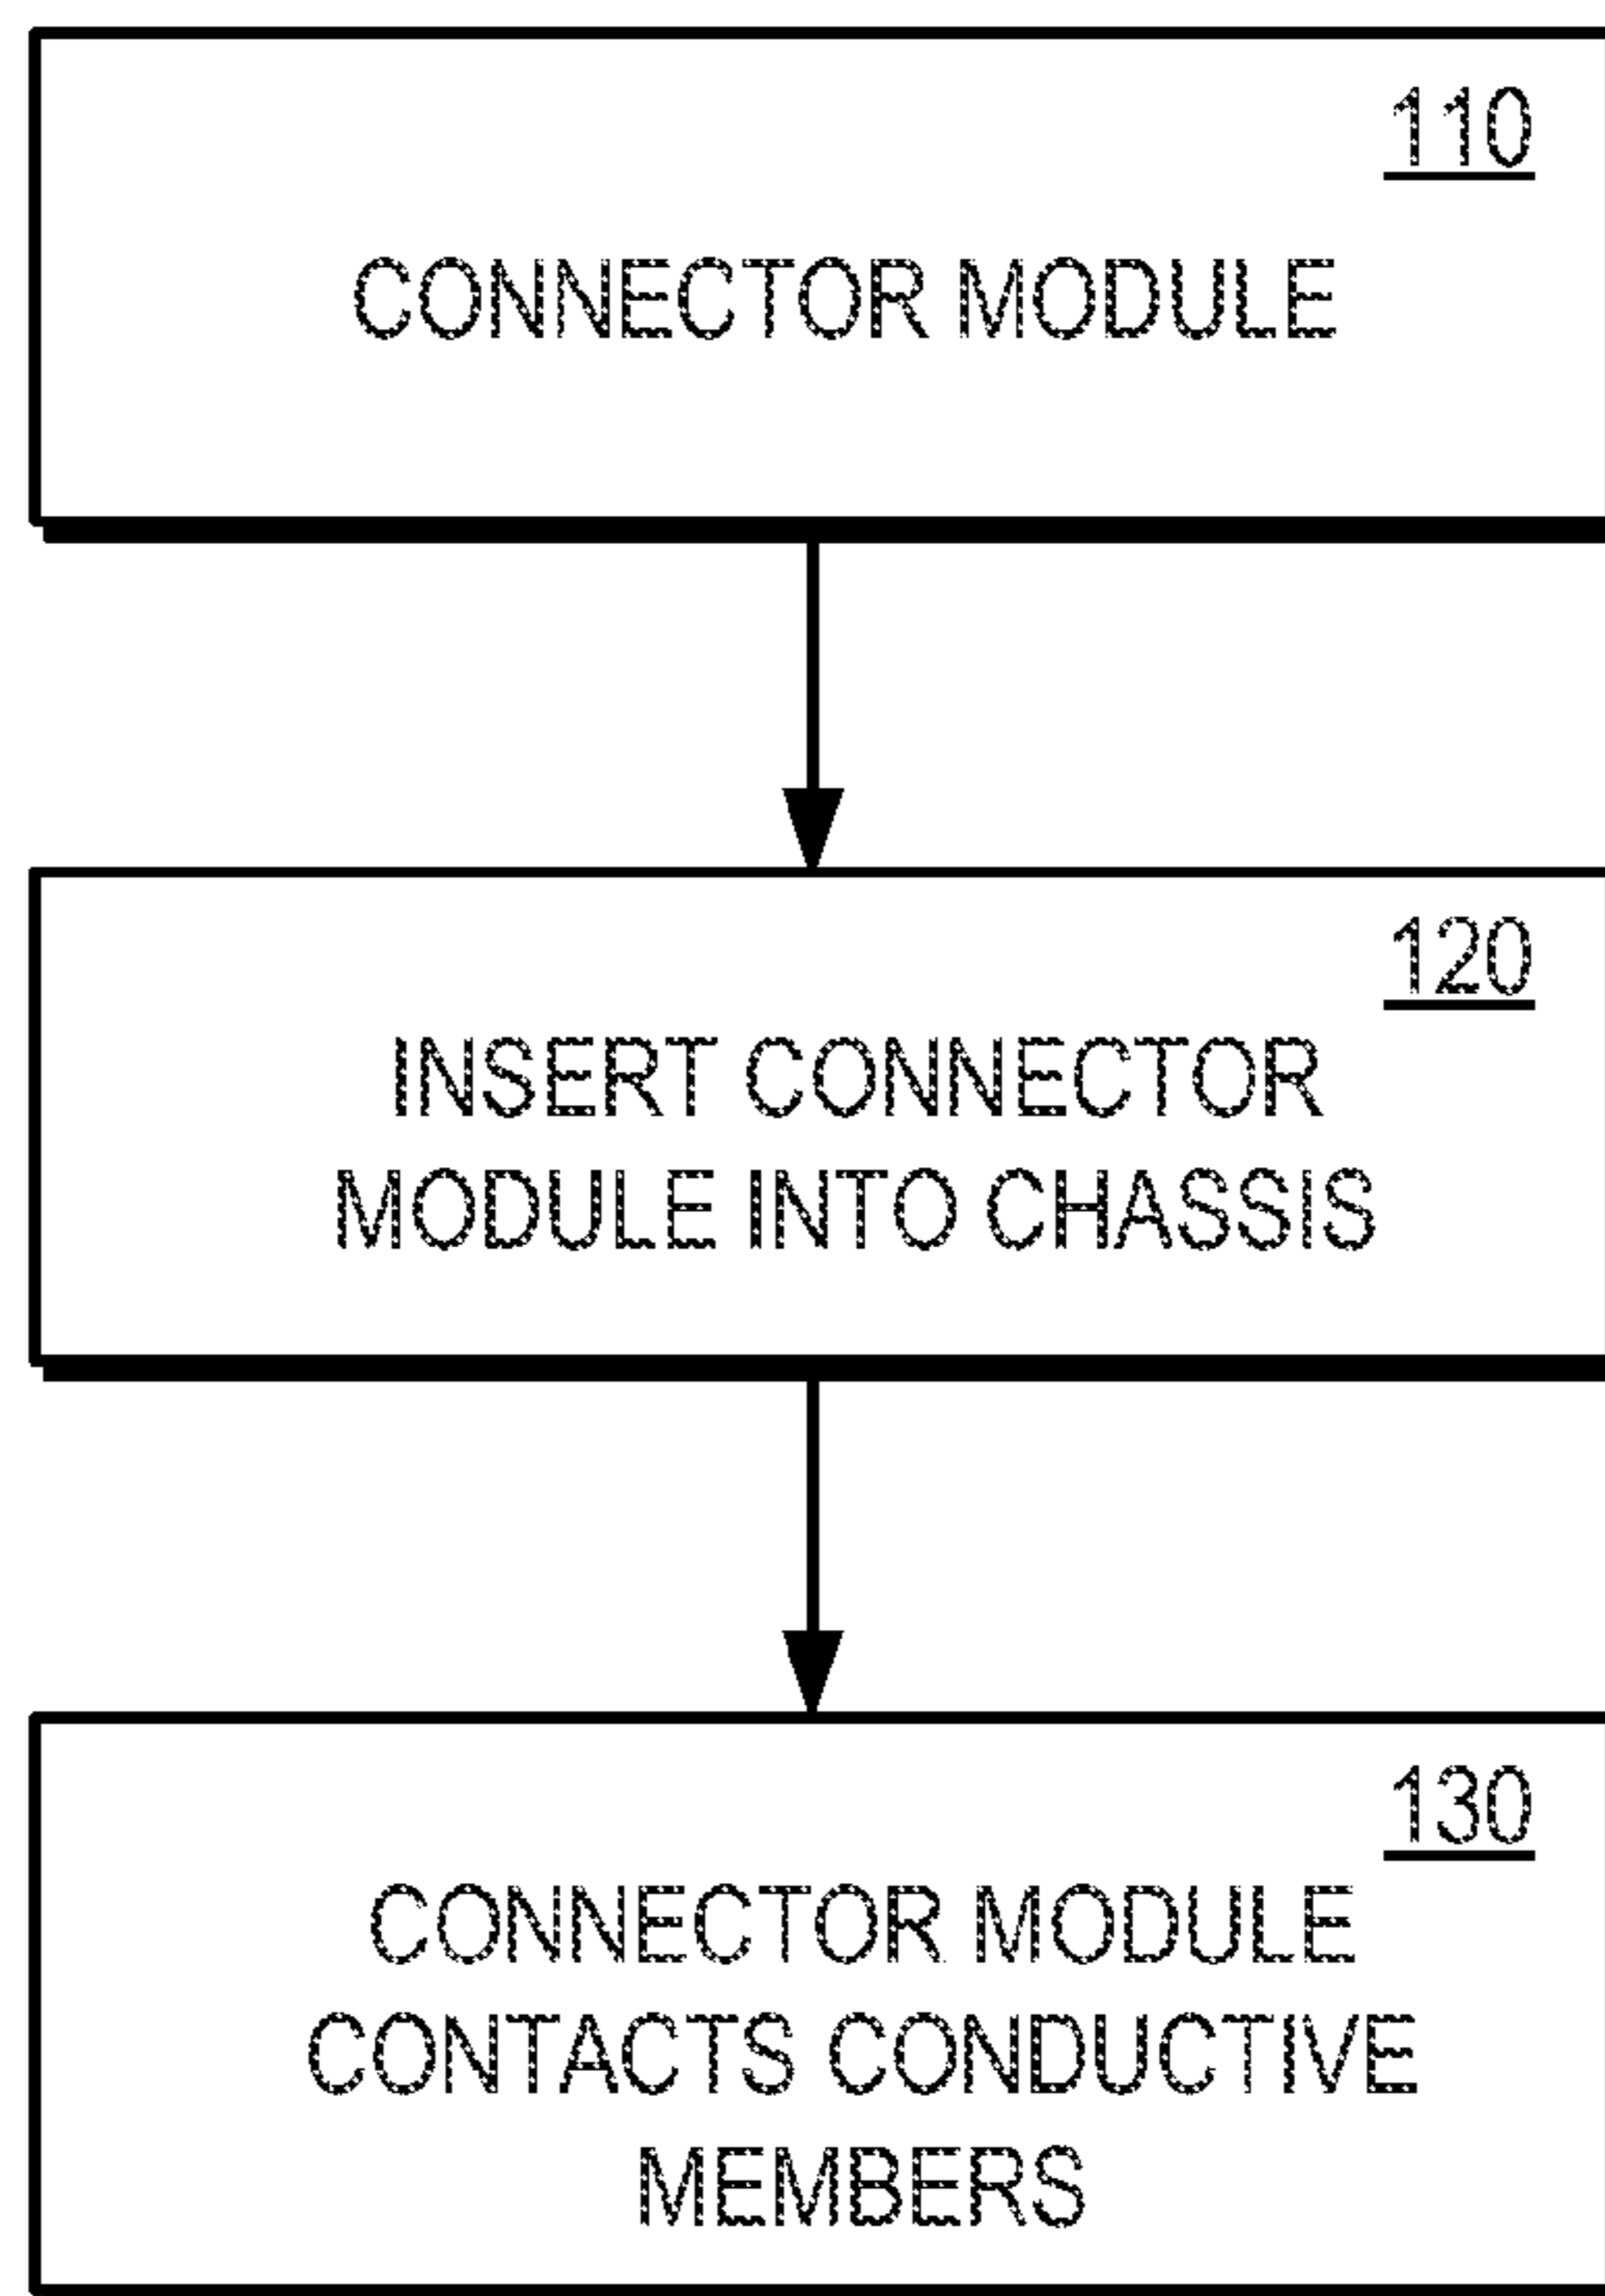 110
CONNECTOR MODULE
120
INSERT CONNECTOR
MODULE INTO CHASSIS
130
CONNECTOR MODULE
CONTACTS CONDUCTIVE
MEMBERS